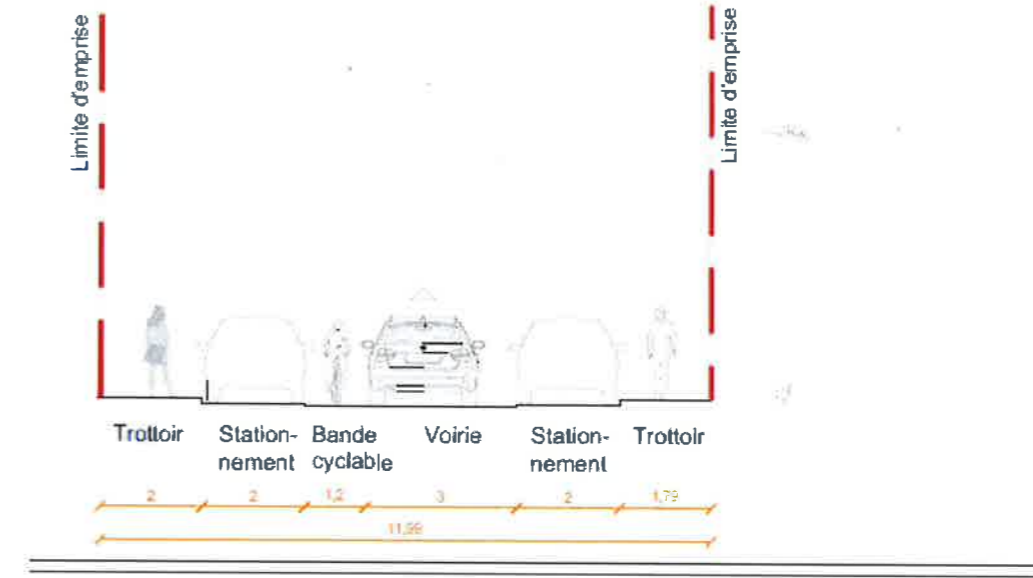 Limite d'emprise
Limite d'emprise
Trottoir
Station-
nement
Bande
cyclable
Voirie
Station-
nement
Trottoir
2
2
1,2
3
2
1,79
11,99